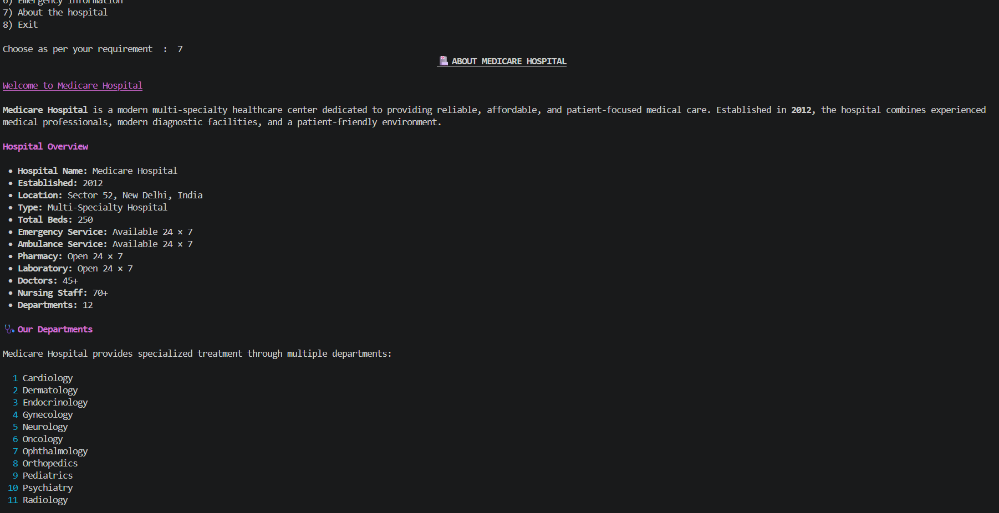 6) Emergency information
7) About the hospital
8) Exit
Choose as per your requirement  :  7
🏥 ABOUT MEDICARE HOSPITAL
Welcome to Medicare Hospital
Medicare Hospital is a modern multi-specialty healthcare center dedicated to providing reliable, affordable, and patient-focused medical care. Established in 2012, the hospital combines experienced
medical professionals, modern diagnostic facilities, and a patient-friendly environment.
Hospital Overview
• Hospital Name: Medicare Hospital
• Established: 2012
• Location: Sector 52, New Delhi, India
• Type: Multi-Specialty Hospital
• Total Beds: 250
• Emergency Service: Available 24 × 7
• Ambulance Service: Available 24 × 7
• Pharmacy: Open 24 × 7
• Laboratory: Open 24 × 7
• Doctors: 45+
• Nursing Staff: 70+
• Departments: 12
🩺 Our Departments
Medicare Hospital provides specialized treatment through multiple departments:
1 Cardiology
2 Dermatology
3 Endocrinology
4 Gynecology
5 Neurology
6 Oncology
7 Ophthalmology
8 Orthopedics
9 Pediatrics
10 Psychiatry
11 Radiology